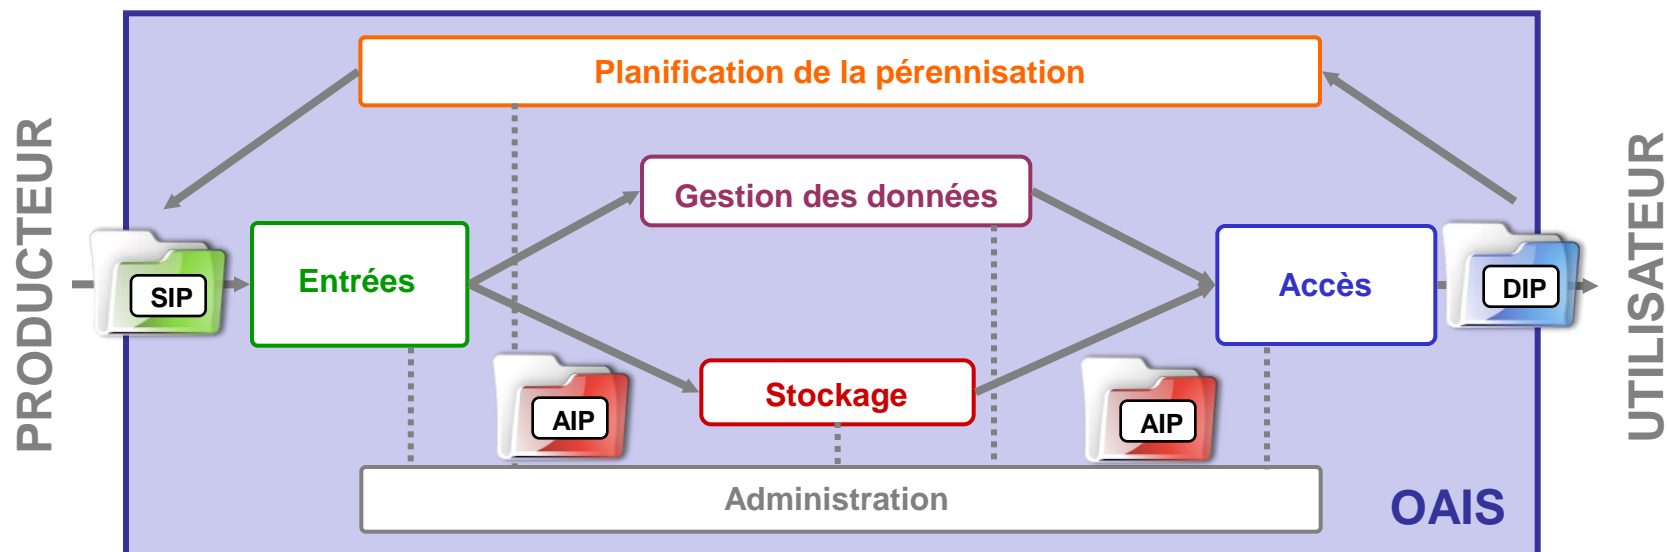 Planification de la pérennisation
PRODUCTEUR
UTILISATEUR
Gestion des données
SIP
Entrées
Accès
DIP
AIP
Stockage
AIP
Administration
OAIS